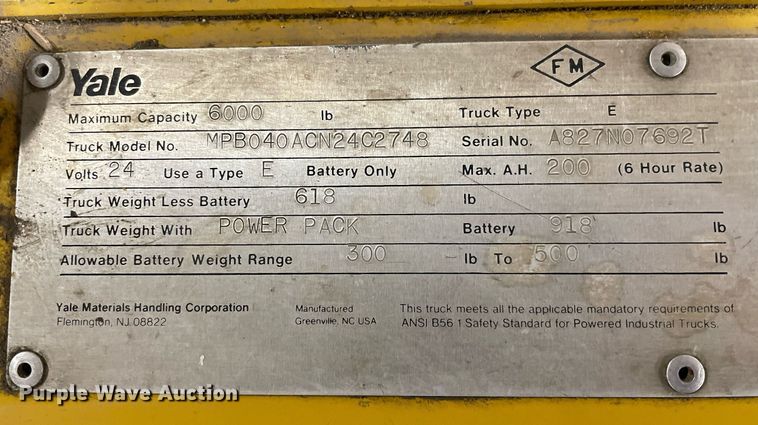 Yale
FM
Maximum Capacity 6000 lb Truck Type E
Truck Model No. MPB040ACN24C2748 Serial No. A827N07692T
Volts 24 Use a Type E Battery Only Max. A.H. 200 (6 Hour Rate)
Truck Weight Less Battery 618 lb
Truck Weight With POWER PACK Battery 918 lb
Allowable Battery Weight Range 300 lb To 500 lb
Yale Materials Handling Corporation
Flemington, NJ 08822
Manufactured
Greenville, NC USA
This truck meets all the applicable mandatory requirements of
ANSI B56.1 Safety Standard for Powered Industrial Trucks.
Purple Wave Auction